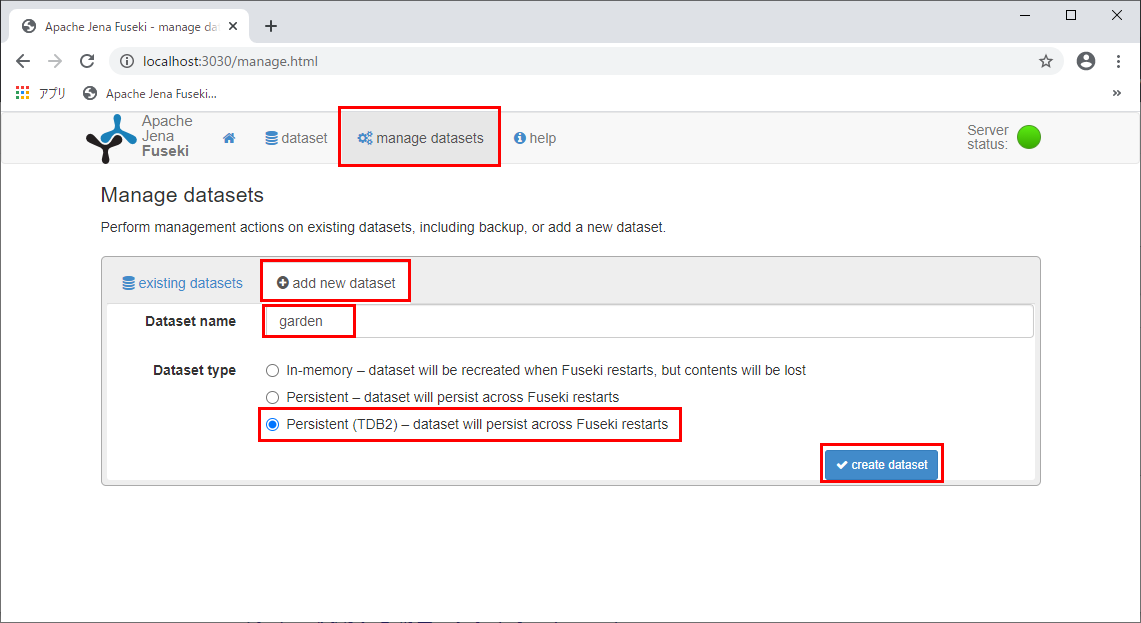 Apache Jena Fuseki - manage da
localhost:3030/manage.html
アプリ Apache Jena Fuseki...
Apache
Jena
Fuseki
dataset manage datasets help
Server
status:
Manage datasets
Perform management actions on existing datasets, including backup, or add a new dataset.
existing datasets add new dataset
Dataset name garden
Dataset type In-memory – dataset will be recreated when Fuseki restarts, but contents will be lost
Persistent – dataset will persist across Fuseki restarts
Persistent (TDB2) – dataset will persist across Fuseki restarts
create dataset